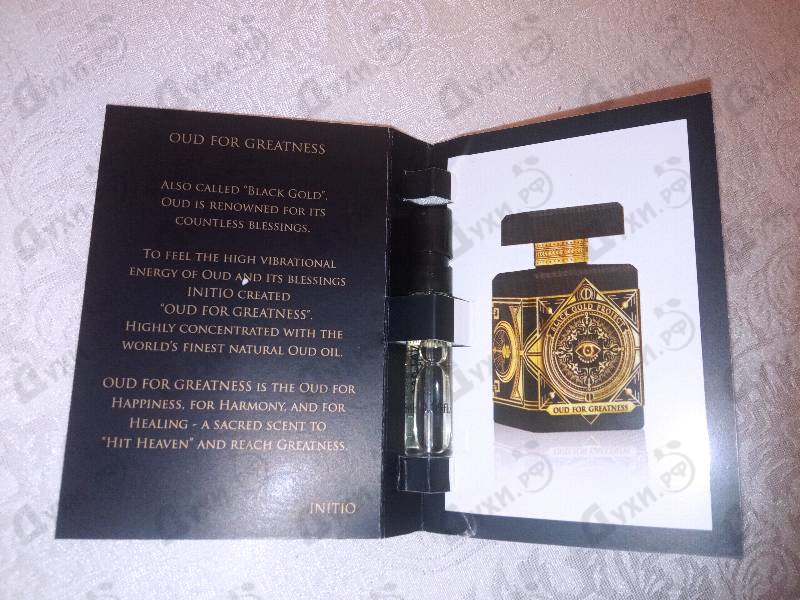 OUD FOR GREATNESS
ALSO CALLED "BLACK GOLD",
OUD IS RENOWNED FOR ITS
COUNTLESS BLESSINGS.
TO FEEL THE HIGH VIBRATIONAL
ENERGY OF OUD AND ITS BLESSINGS
INITIO CREATED
"OUD FOR GREATNESS".
HIGHLY CONCENTRATED WITH THE
WORLD'S FINEST NATURAL OUD OIL.
OUD FOR GREATNESS IS THE OUD FOR
HAPPINESS, FOR HARMONY, AND FOR
HEALING - A SACRED SCENT TO
"HIT HEAVEN" AND REACH GREATNESS.
INITIO
BLACK GOLD PROJECT
OUD FOR GREATNESS
Духи.рф